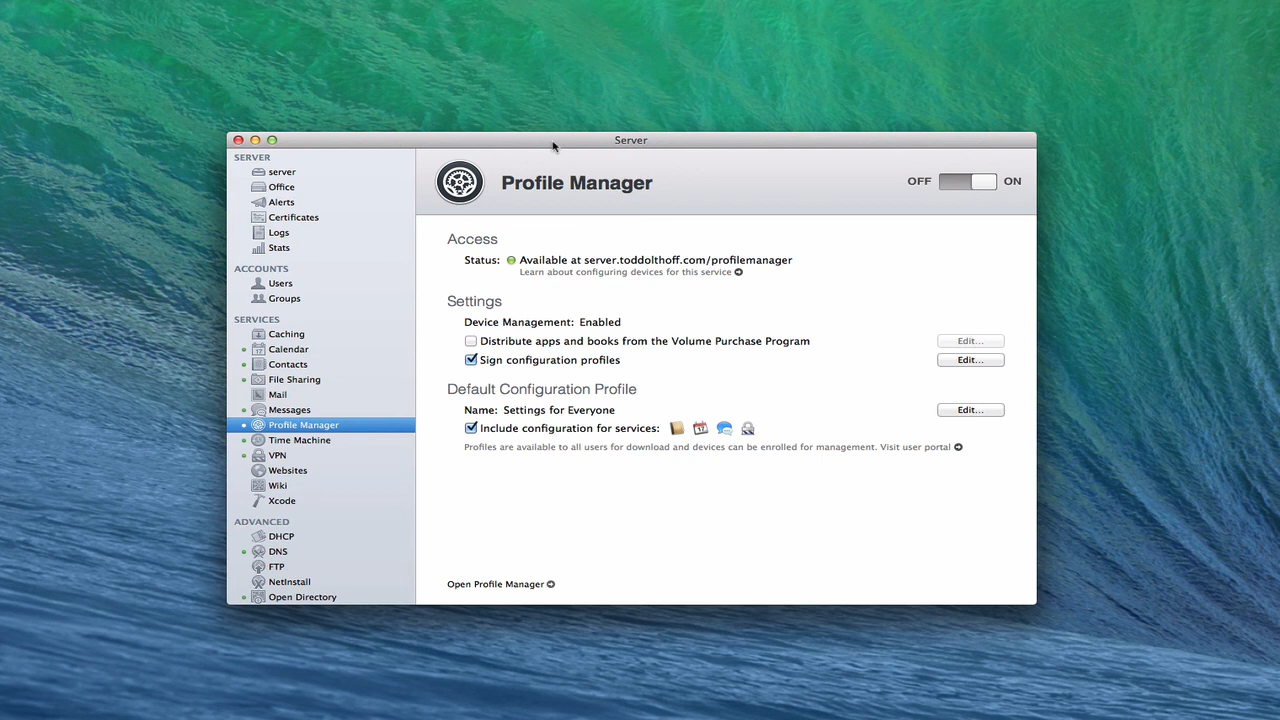 Server
SERVER
server
Office
Alerts
Certificates
Logs
Stats
ACCOUNTS
Users
Groups
SERVICES
Caching
Calendar
Contacts
File Sharing
Mail
Messages
Profile Manager
Time Machine
VPN
Websites
Wiki
Xcode
ADVANCED
DHCP
DNS
FTP
NetInstall
Open Directory
Profile Manager
OFF ON
Access
Status: Available at server.toddolthoff.com/profilemanager
Learn about configuring devices for this service
Settings
Device Management: Enabled
Distribute apps and books from the Volume Purchase Program Edit...
Sign configuration profiles Edit...
Default Configuration Profile
Name: Settings for Everyone Edit...
Include configuration for services:
Profiles are available to all users for download and devices can be enrolled for management. Visit user portal
Open Profile Manager